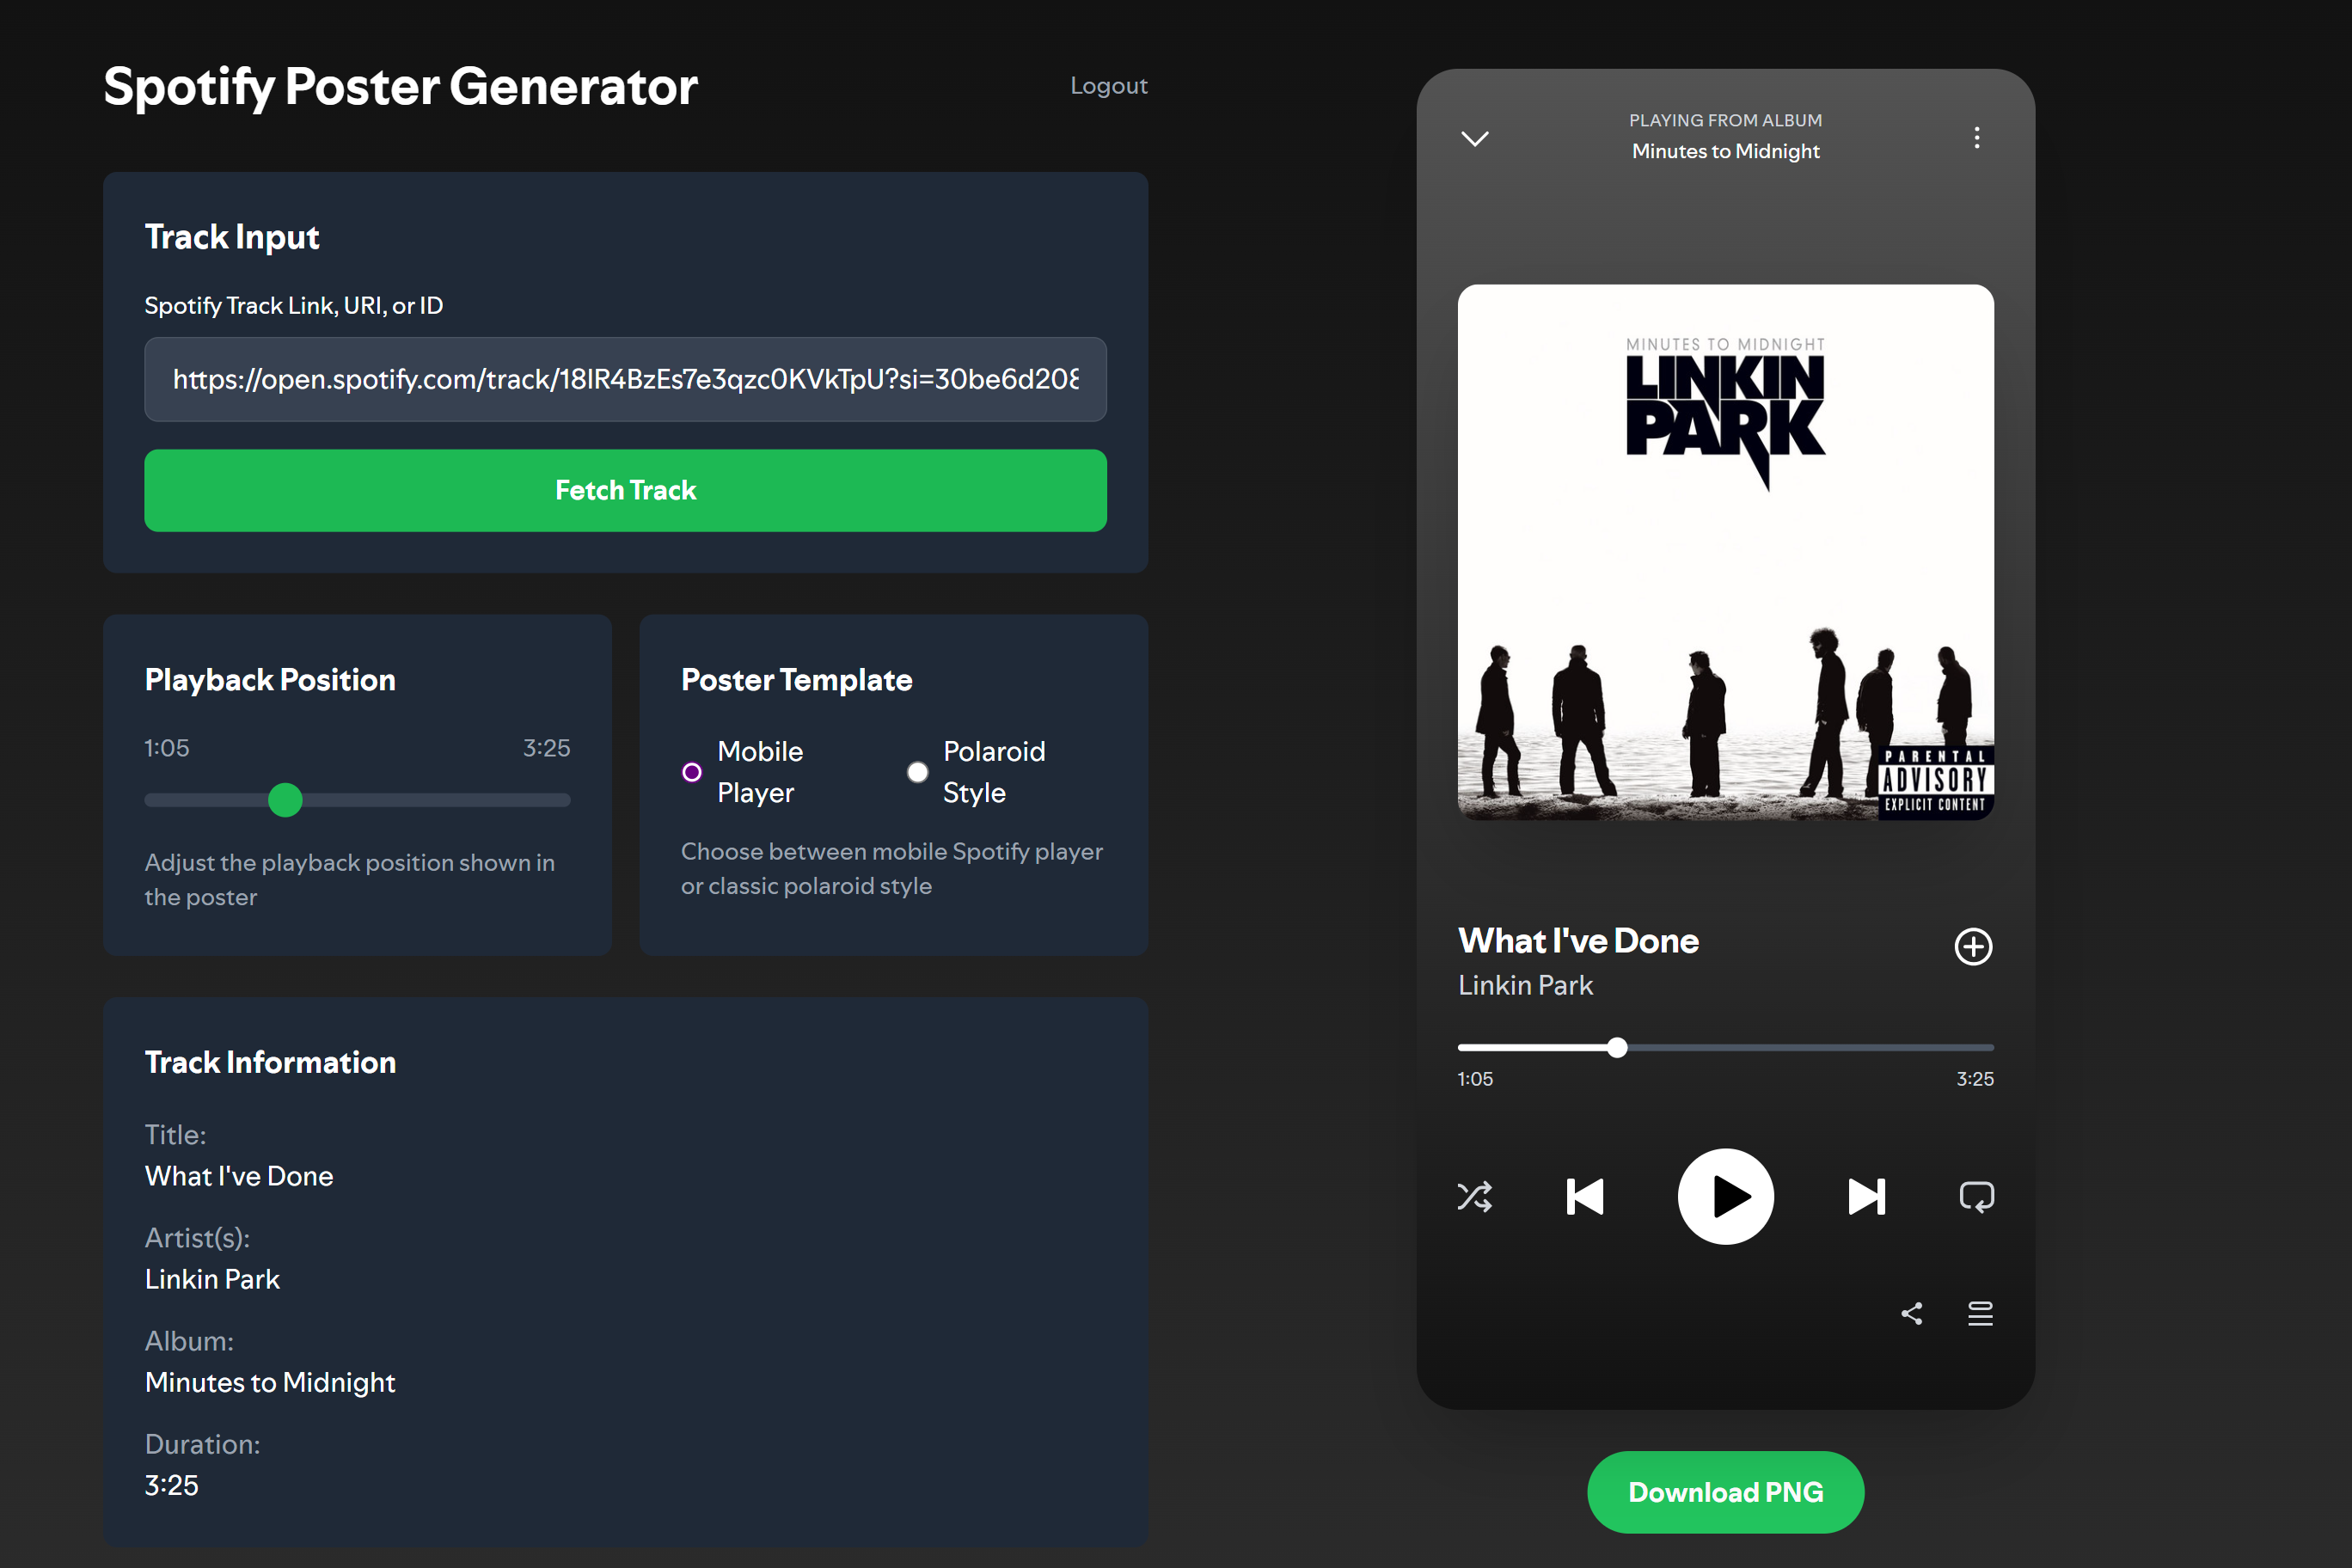 Spotify Poster Generator
Logout
Track Input
Spotify Track Link, URI, or ID
https://open.spotify.com/track/18lR4BzEs7e3qzc0KVkTpU?si=30be6d208
Fetch Track
Playback Position
1:05
3:25
Adjust the playback position shown in
the poster
Poster Template
Mobile
Player
Polaroid
Style
Choose between mobile Spotify player
or classic polaroid style
Track Information
Title:
What I've Done
Artist(s):
Linkin Park
Album:
Minutes to Midnight
Duration:
3:25
PLAYING FROM ALBUM
Minutes to Midnight
MINUTES TO MIDNIGHT
LINKIN
PARK
PARENTAL
ADVISORY
EXPLICIT CONTENT
What I've Done
Linkin Park
1:05
3:25
Download PNG